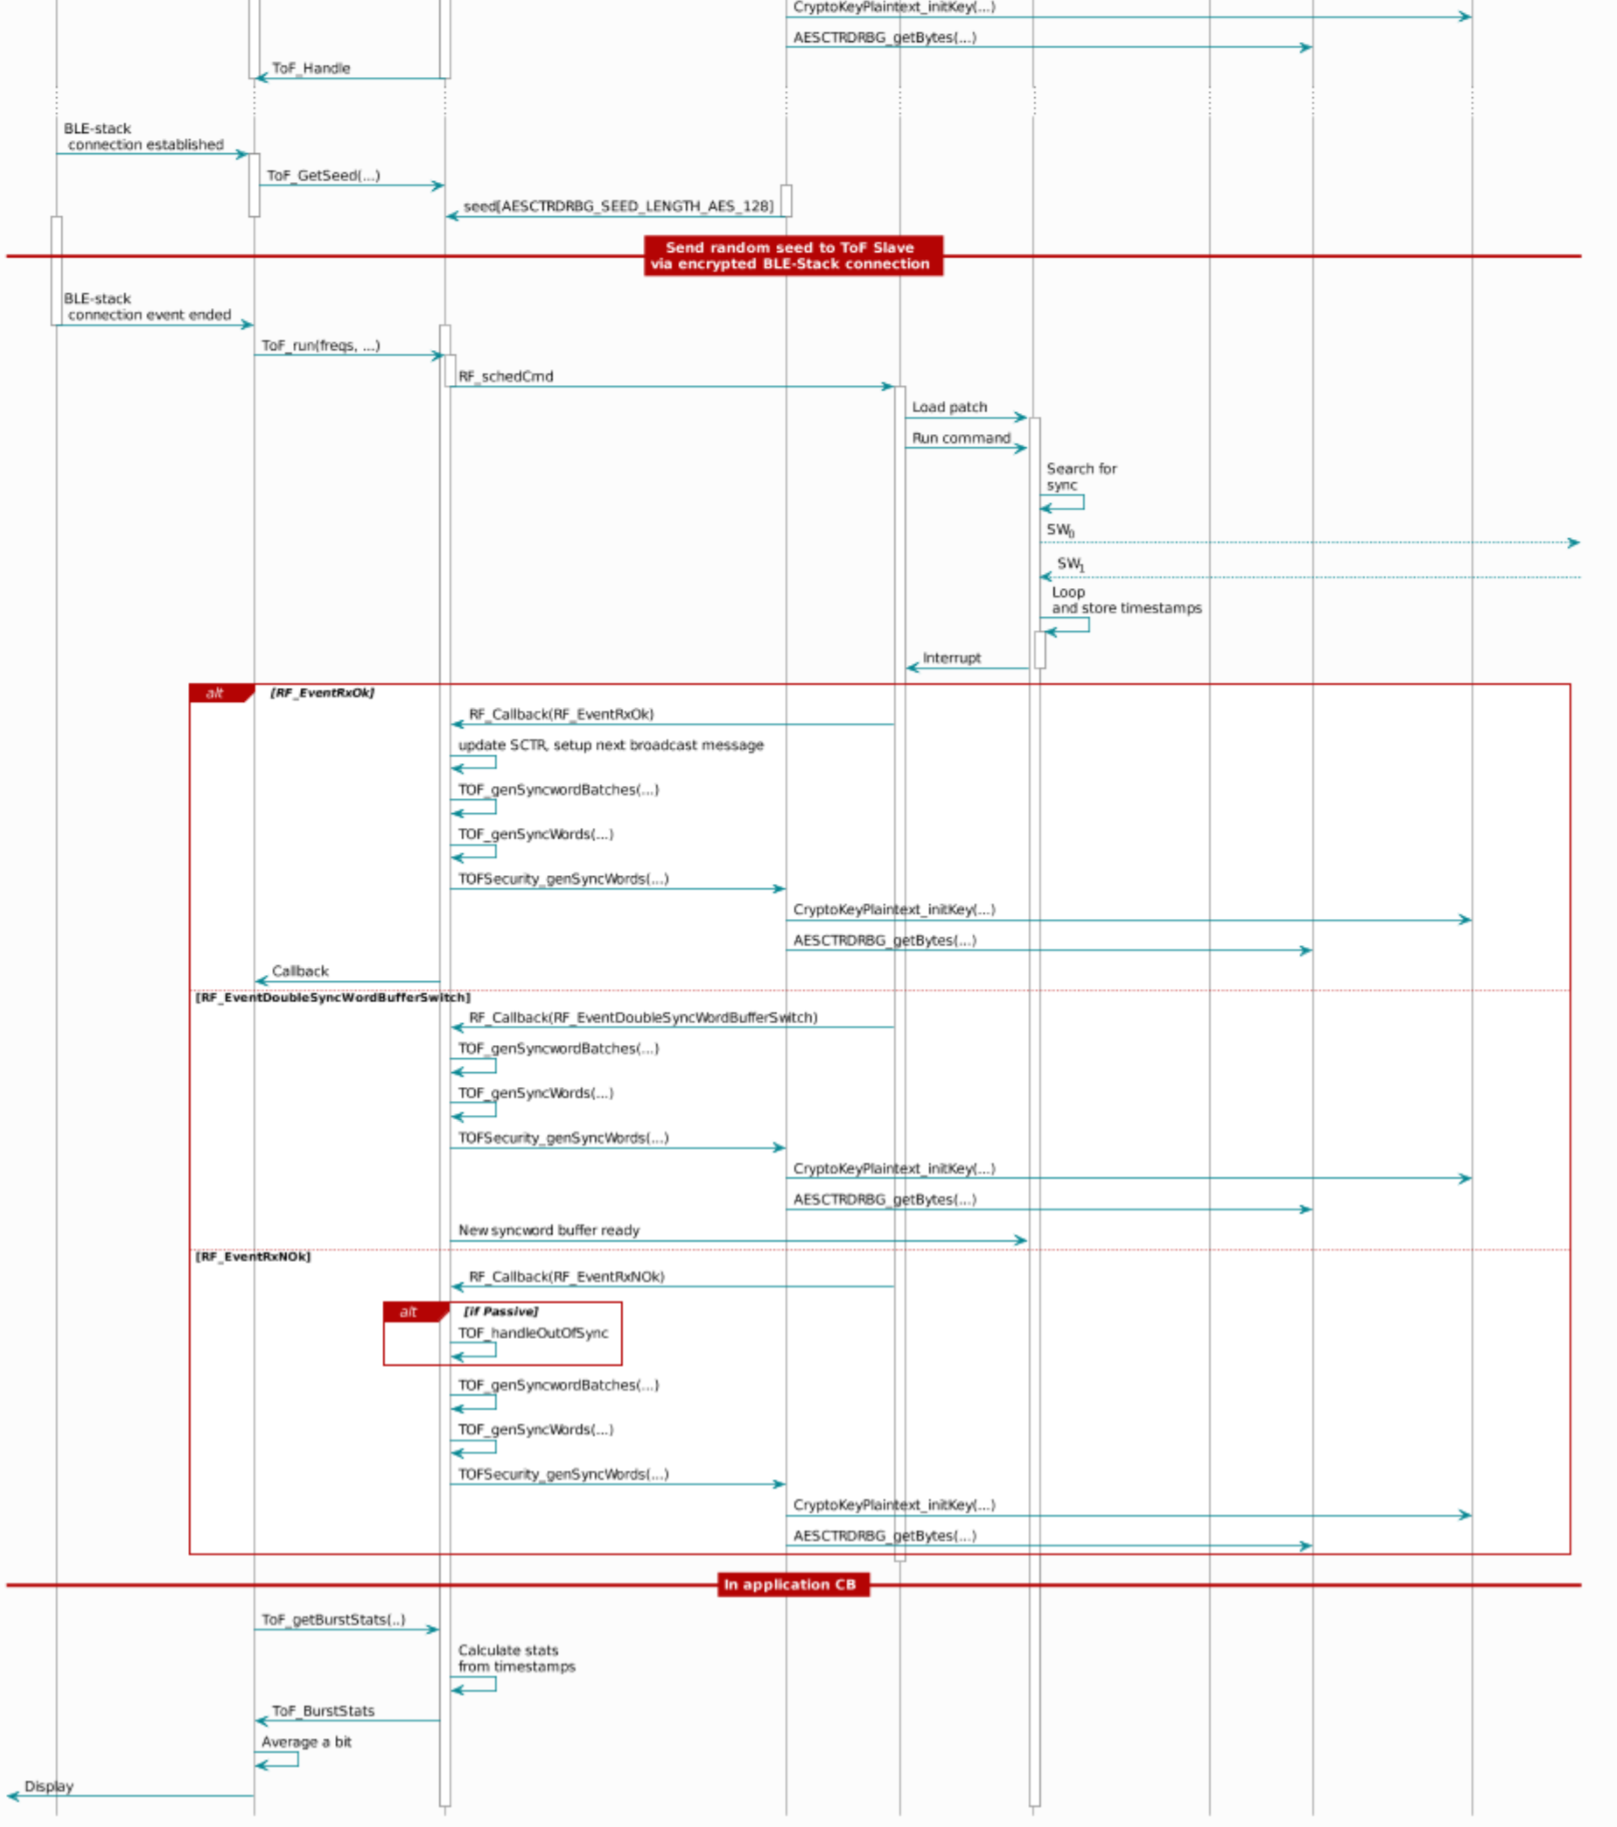 CryptoKeyPlaintext_initKey(...)
AESCTRDRBG_getBytes(...)
ToF_Handle
BLE-stack
connection established
ToF_GetSeed(...)
seed[AESCTRDRBG_SEED_LENGTH_AES_128]
Send random seed to ToF Slave
via encrypted BLE-Stack connection
BLE-stack
connection event ended
ToF_run(freqs, ...)
RF_schedCmd
Load patch
Run command
Search for
sync
SW0
SW1
Loop
and store timestamps
Interrupt
alt [RF_EventRxOk]
RF_Callback(RF_EventRxOk)
update SCTR, setup next broadcast message
TOF_genSyncwordBatches(...)
TOF_genSyncWords(...)
TOFSecurity_genSyncWords(...)
CryptoKeyPlaintext_initKey(...)
AESCTRDRBG_getBytes(...)
Callback
[RF_EventDoubleSyncWordBufferSwitch]
RF_Callback(RF_EventDoubleSyncWordBufferSwitch)
TOF_genSyncwordBatches(...)
TOF_genSyncWords(...)
TOFSecurity_genSyncWords(...)
CryptoKeyPlaintext_initKey(...)
AESCTRDRBG_getBytes(...)
New syncword buffer ready
[RF_EventRxNOk]
RF_Callback(RF_EventRxNOk)
alt [if Passive]
TOF_handleOutOfSync
TOF_genSyncwordBatches(...)
TOF_genSyncWords(...)
TOFSecurity_genSyncWords(...)
CryptoKeyPlaintext_initKey(...)
AESCTRDRBG_getBytes(...)
In application CB
ToF_getBurstStats(..)
Calculate stats
from timestamps
ToF_BurstStats
Average a bit
Display